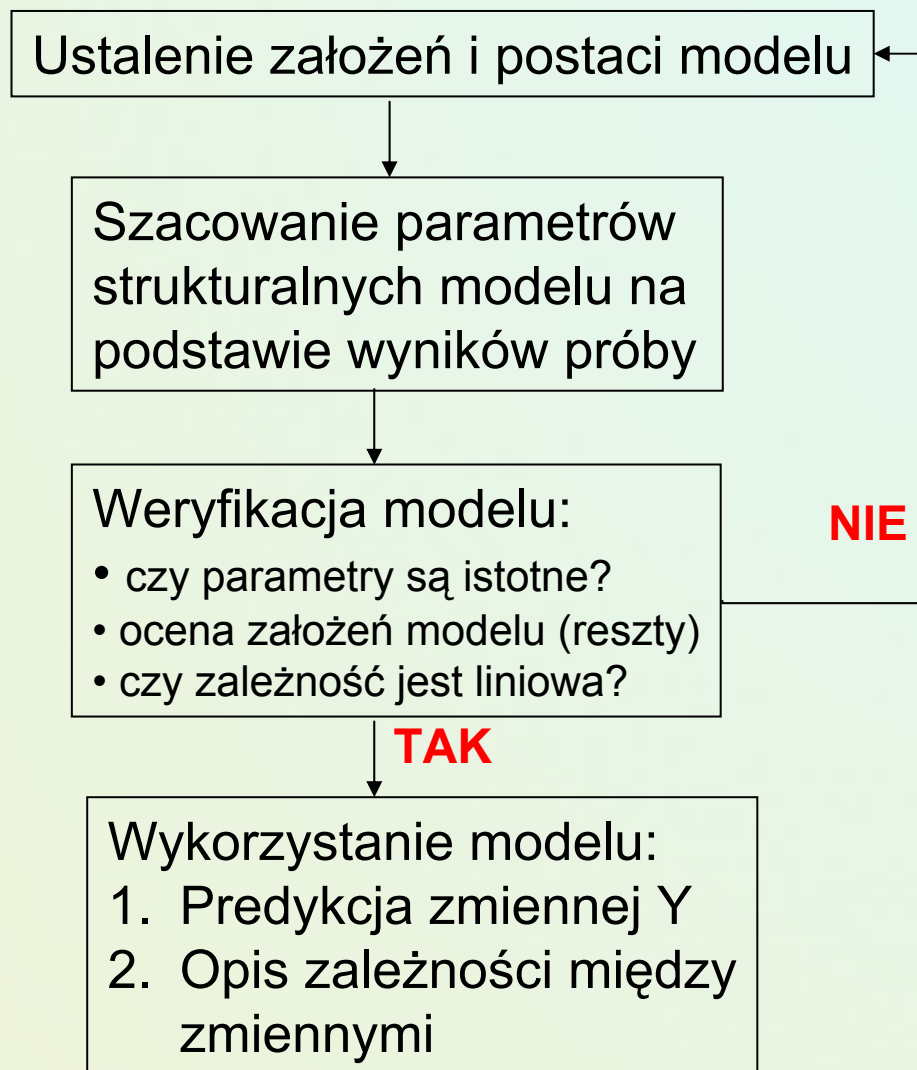 Ustalenie założeń i postaci modelu
Szacowanie parametrów
strukturalnych modelu na
podstawie wyników próby
Weryfikacja modelu:
• czy parametry są istotne?
• ocena założeń modelu (reszty)
• czy zależność jest liniowa?
NIE
TAK
Wykorzystanie modelu:
1. Predykcja zmiennej Y
2. Opis zależności między
zmiennymi